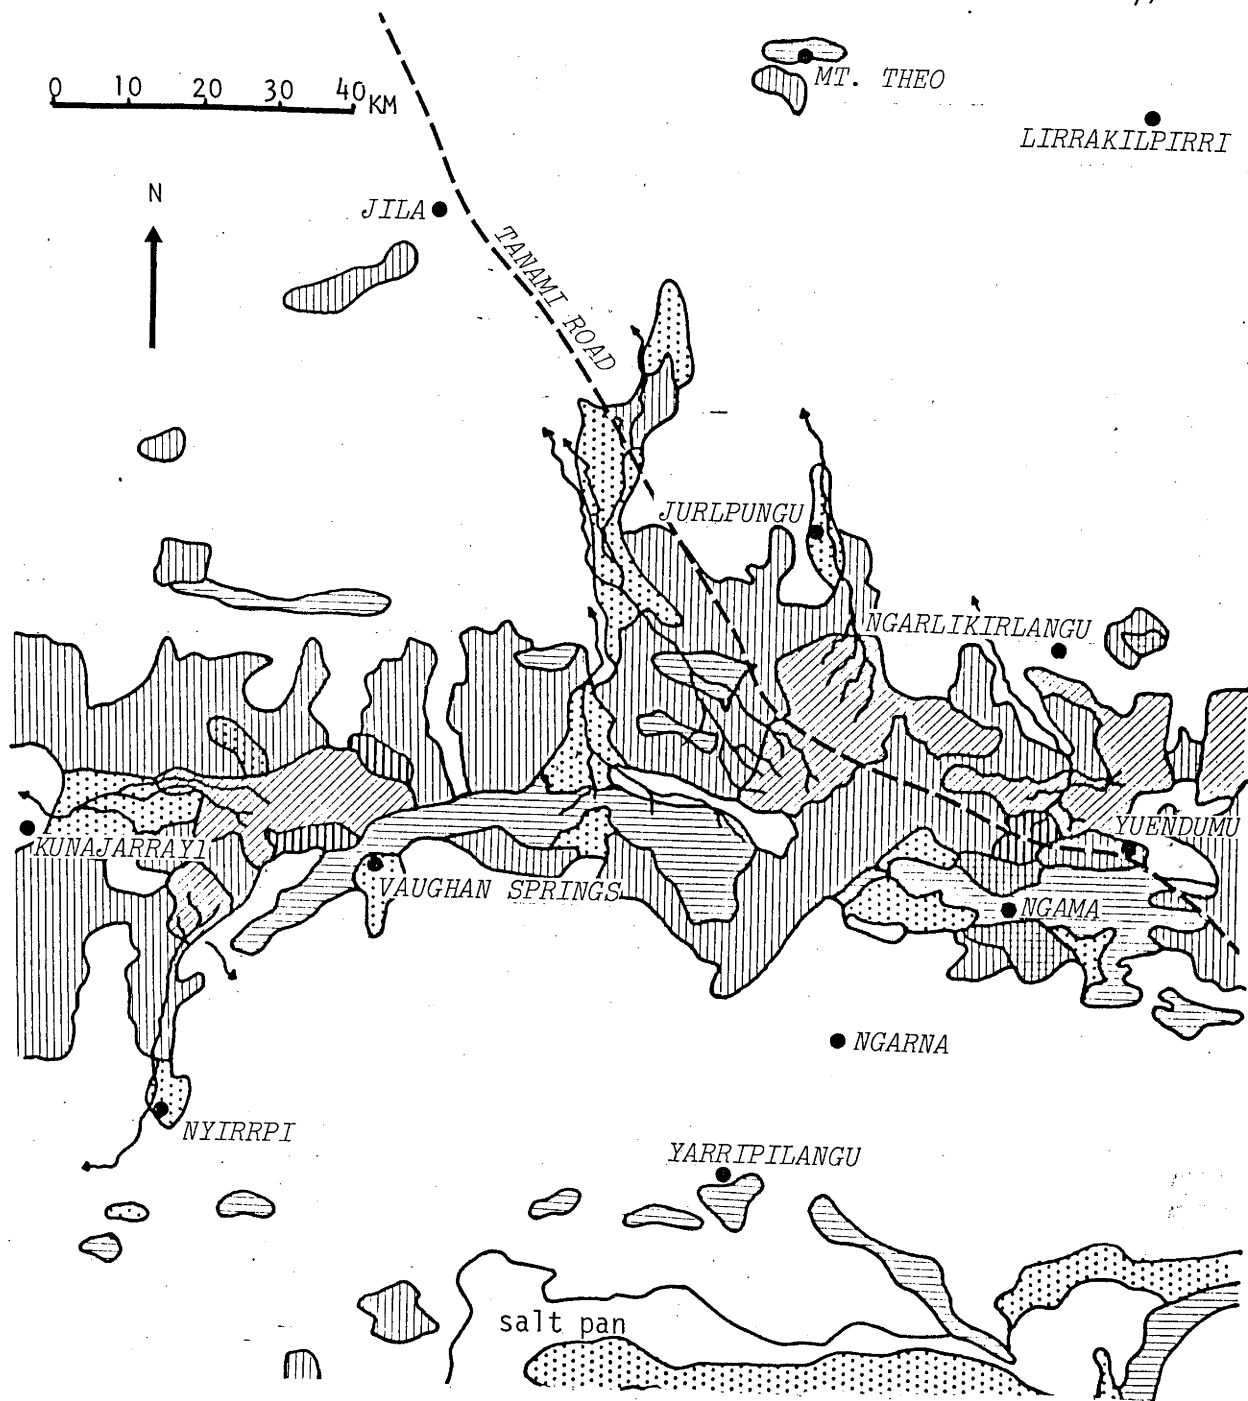 MT. THEO
0 10 20 30 40 KM
LIRRAKILPIRRI
N
JILA
TANAMI ROAD
JURLPUNGU
NGARLIKIRLANGU
YUENDUMU
KUNAJARRAYI
VAUGHAN SPRINGS
NGAMA
NGARNA
NYIRRPI
YARRIPILANGU
salt pan